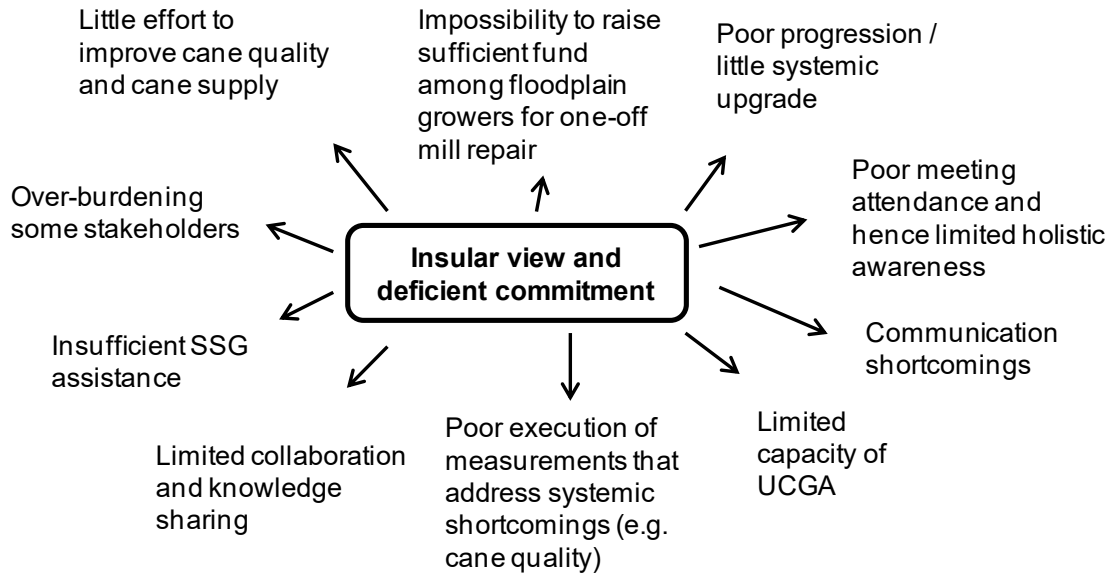 Little effort to
improve cane quality
and cane supply
Impossibility to raise
sufficient fund
among floodplain
growers for one-off
mill repair
Poor progression /
little systemic
upgrade
Over-burdening
some stakeholders
Insular view and
deficient commitment
Poor meeting
attendance and
hence limited holistic
awareness
Insufficient SSG
assistance
Communication
shortcomings
Limited collaboration
and knowledge
sharing
Poor execution of
measurements that
address systemic
shortcomings (e.g.
cane quality)
Limited
capacity of
UCGA